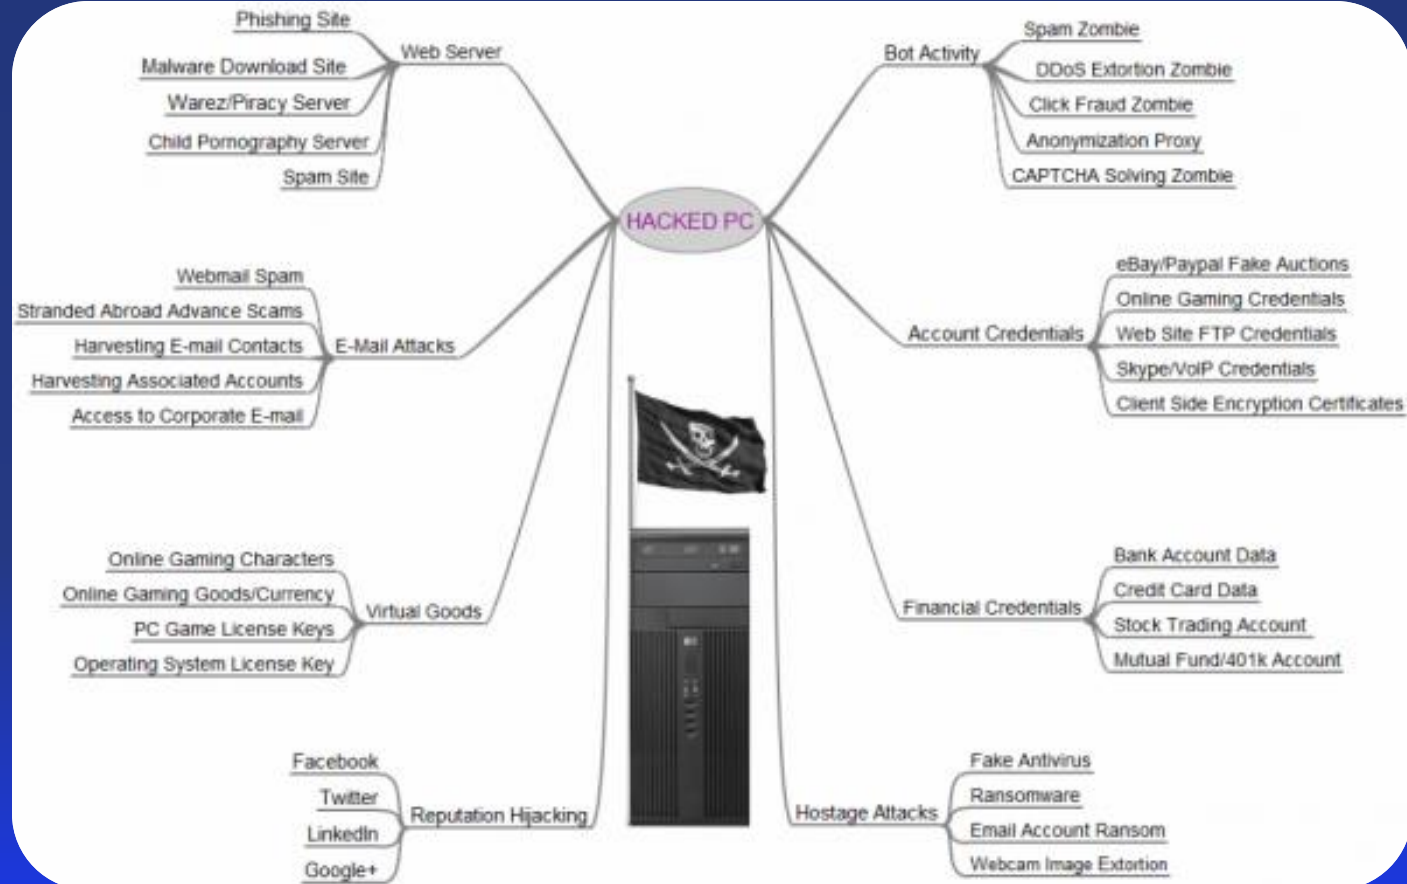 HACKED PC
Web Server
Phishing Site
Malware Download Site
Warez/Piracy Server
Child Pornography Server
Spam Site
E-Mail Attacks
Webmail Spam
Stranded Abroad Advance Scams
Harvesting E-mail Contacts
Harvesting Associated Accounts
Access to Corporate E-mail
Virtual Goods
Online Gaming Characters
Online Gaming Goods/Currency
PC Game License Keys
Operating System License Key
Reputation Hijacking
Facebook
Twitter
LinkedIn
Google+
Bot Activity
Spam Zombie
DDoS Extortion Zombie
Click Fraud Zombie
Anonymization Proxy
CAPTCHA Solving Zombie
Account Credentials
eBay/Paypal Fake Auctions
Online Gaming Credentials
Web Site FTP Credentials
Skype/VoIP Credentials
Client Side Encryption Certificates
Financial Credentials
Bank Account Data
Credit Card Data
Stock Trading Account
Mutual Fund/401k Account
Hostage Attacks
Fake Antivirus
Ransomware
Email Account Ransom
Webcam Image Extortion